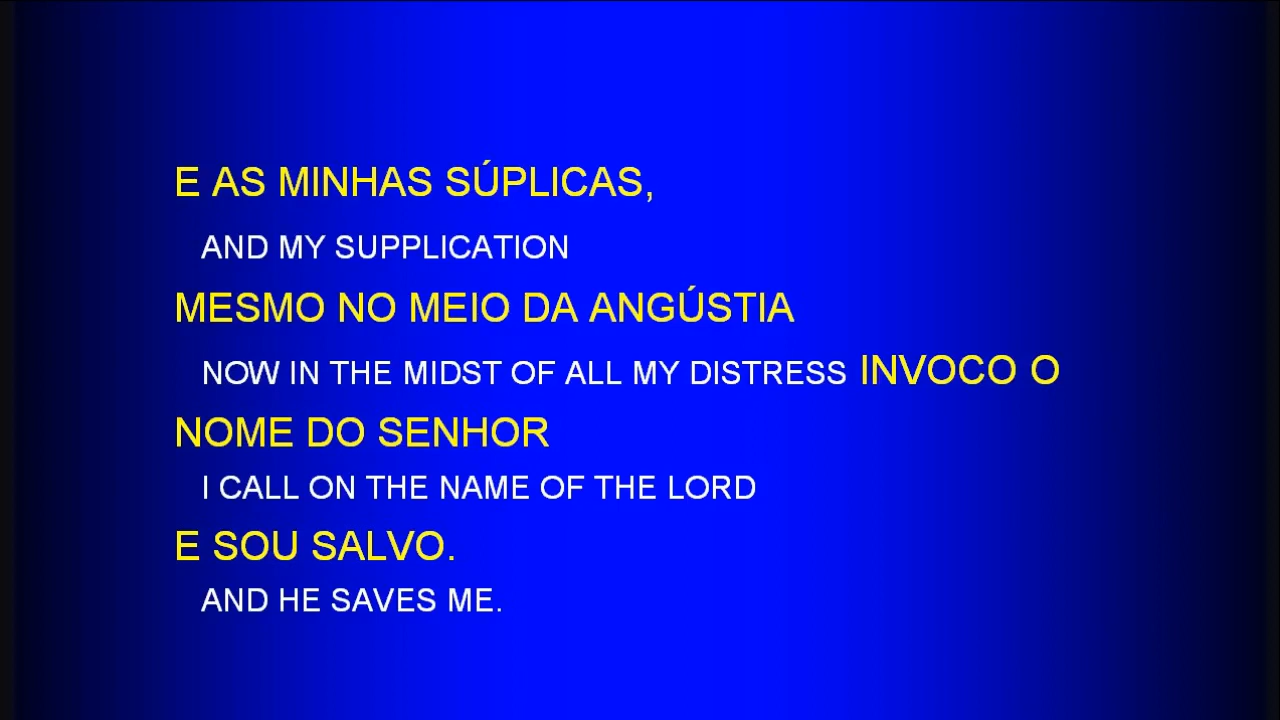 E AS MINHAS SÚPLICAS,
AND MY SUPPLICATION
MESMO NO MEIO DA ANGÚSTIA
NOW IN THE MIDST OF ALL MY DISTRESS INVOCO O
NOME DO SENHOR
I CALL ON THE NAME OF THE LORD
E SOU SALVO.
AND HE SAVES ME.